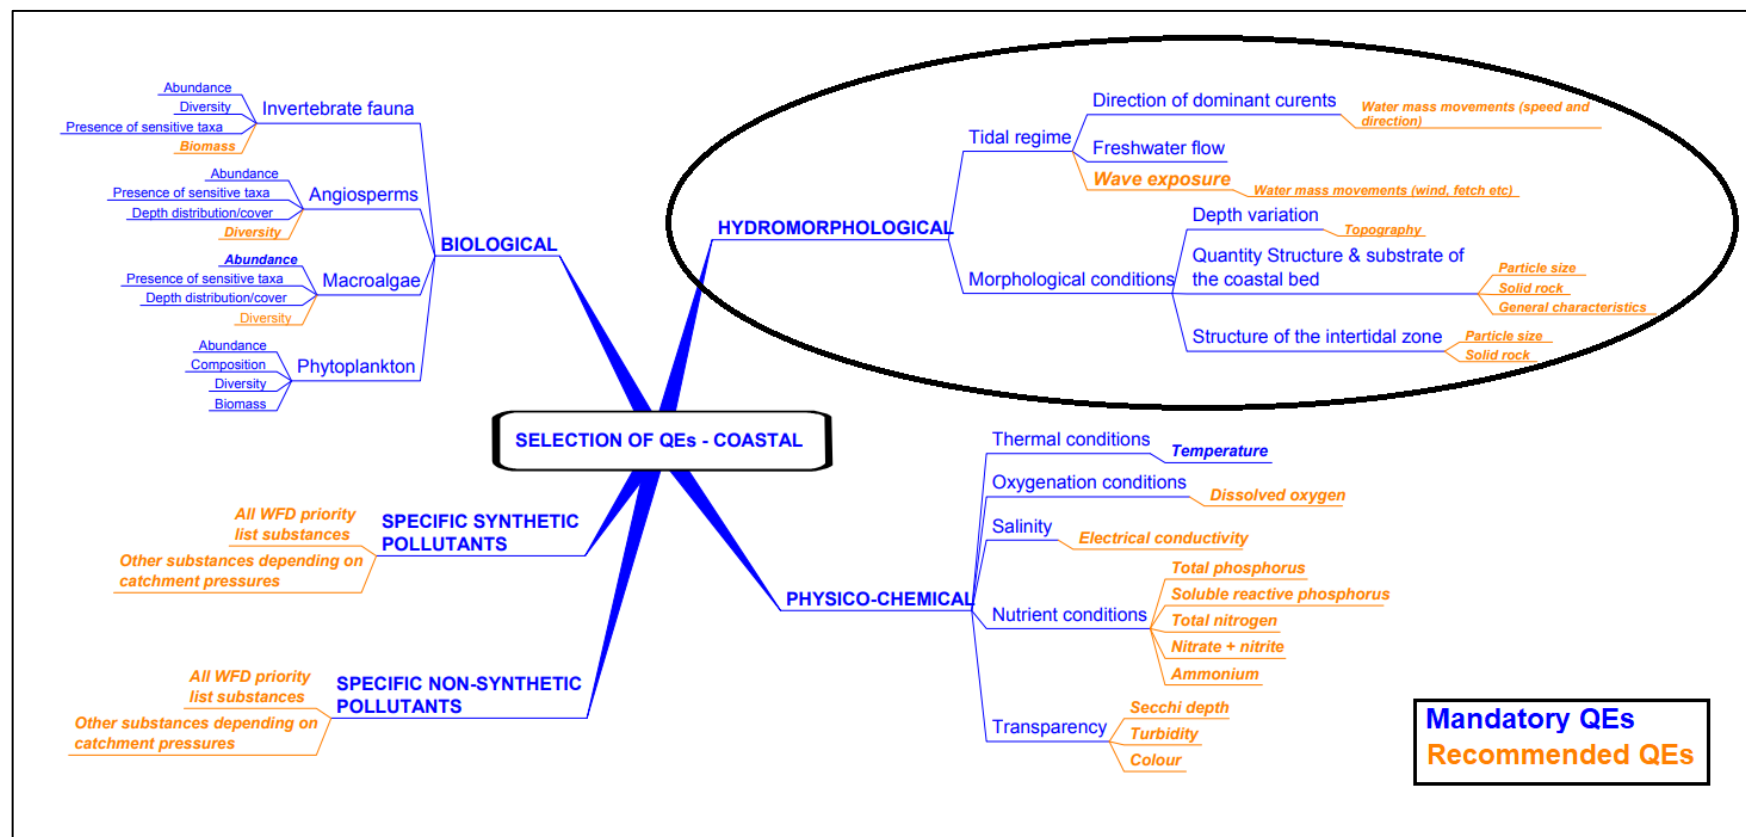 Abundance
Diversity
Presence of sensitive taxa
Biomass
Invertebrate fauna
Abundance
Presence of sensitive taxa
Depth distribution/cover
Diversity
Angiosperms
Abundance
Presence of sensitive taxa
Depth distribution/cover
Diversity
Macroalgae
Abundance
Composition
Diversity
Biomass
Phytoplankton
BIOLOGICAL
HYDROMORPHOLOGICAL
Tidal regime
Direction of dominant curents
Water mass movements (speed and
direction)
Freshwater flow
Wave exposure
Water mass movements (wind, fetch etc)
Morphological conditions
Depth variation
Topography
Quantity Structure & substrate of
the coastal bed
Particle size
Solid rock
General characteristics
Structure of the intertidal zone
Particle size
Solid rock
SELECTION OF QEs - COASTAL
All WFD priority
list substances
Other substances depending on
catchment pressures
SPECIFIC SYNTHETIC
POLLUTANTS
All WFD priority
list substances
Other substances depending on
catchment pressures
SPECIFIC NON-SYNTHETIC
POLLUTANTS
PHYSICO-CHEMICAL
Thermal conditions
Temperature
Oxygenation conditions
Dissolved oxygen
Salinity
Electrical conductivity
Nutrient conditions
Total phosphorus
Soluble reactive phosphorus
Total nitrogen
Nitrate + nitrite
Ammonium
Transparency
Secchi depth
Turbidity
Colour
Mandatory QEs
Recommended QEs